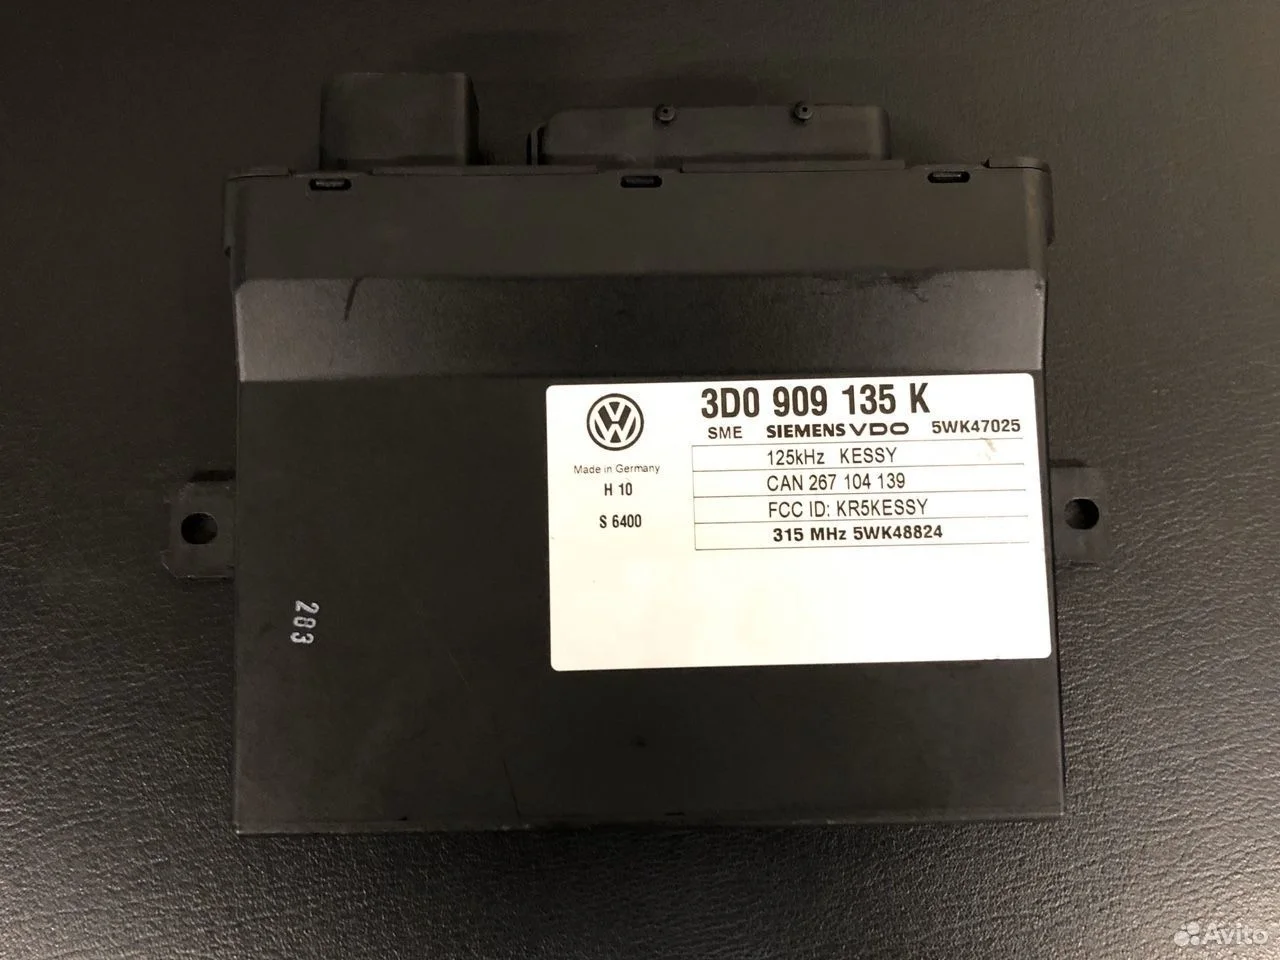 3D0 909 135 K
SME SIEMENS VDO 5WK47025
Made in Germany
H 10
S 6400
125kHz KESSY
CAN 267 104 139
FCC ID: KR5KESSY
315 MHz 5WK48824
283
Avito